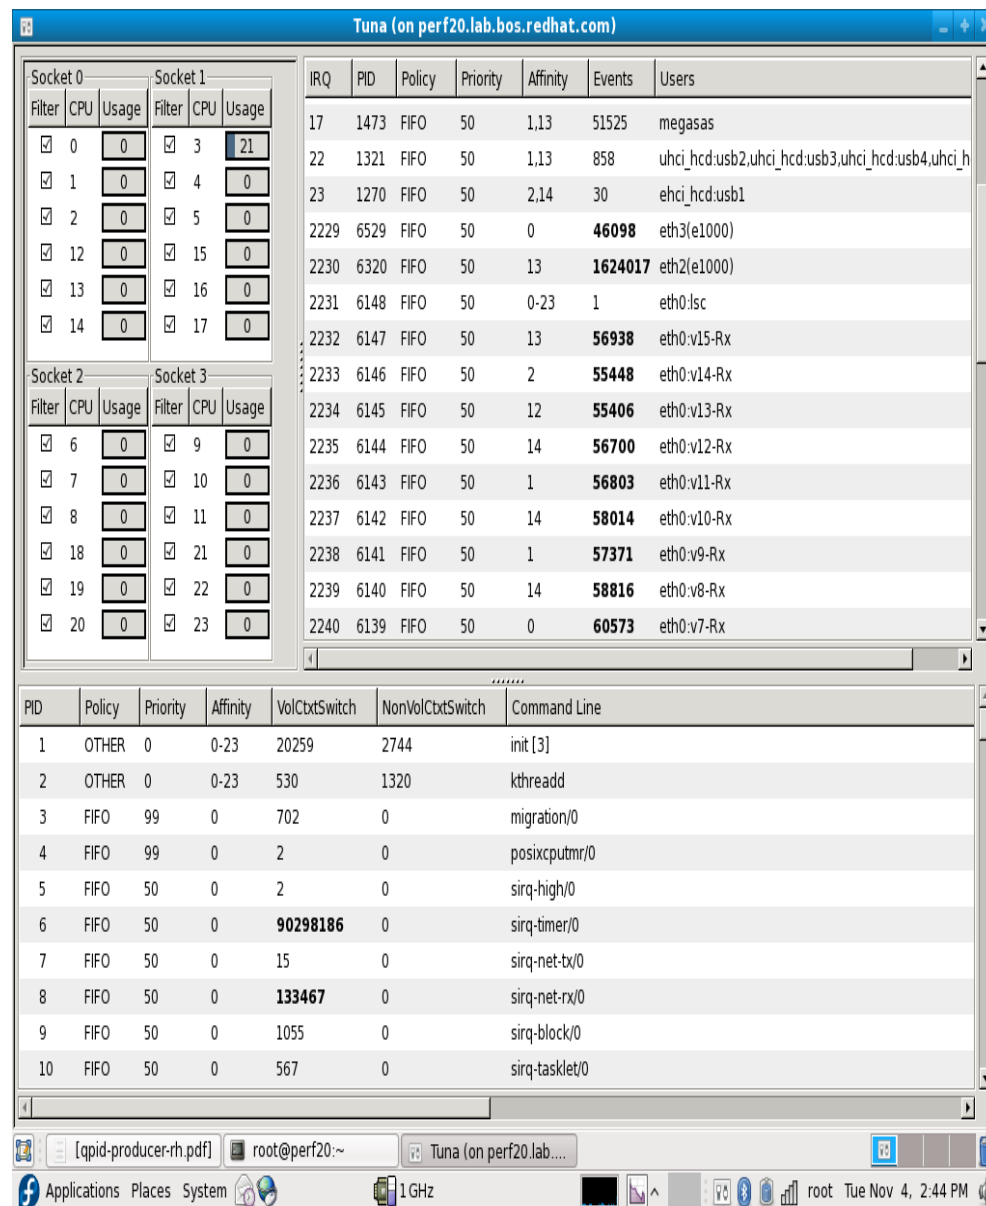 Tuna (on perf20.lab.bos.redhat.com)
Socket 0
Filter CPU Usage
0 0
1 0
2 0
12 0
13 0
14 0
Socket 1
Filter CPU Usage
3 21
4 0
5 0
15 0
16 0
17 0
Socket 2
Filter CPU Usage
6 0
7 0
8 0
18 0
19 0
20 0
Socket 3
Filter CPU Usage
9 0
10 0
11 0
21 0
22 0
23 0
IRQ PID Policy Priority Affinity Events Users
17 1473 FIFO 50 1,13 51525 megasas
22 1321 FIFO 50 1,13 858 uhci_hcd:usb2,uhci_hcd:usb3,uhci_hcd:usb4,uhci_h
23 1270 FIFO 50 2,14 30 ehci_hcd:usb1
2229 6529 FIFO 50 0 46098 eth3(e1000)
2230 6320 FIFO 50 13 1624017 eth2(e1000)
2231 6148 FIFO 50 0-23 1 eth0:lsc
2232 6147 FIFO 50 13 56938 eth0:v15-Rx
2233 6146 FIFO 50 2 55448 eth0:v14-Rx
2234 6145 FIFO 50 12 55406 eth0:v13-Rx
2235 6144 FIFO 50 14 56700 eth0:v12-Rx
2236 6143 FIFO 50 1 56803 eth0:v11-Rx
2237 6142 FIFO 50 14 58014 eth0:v10-Rx
2238 6141 FIFO 50 1 57371 eth0:v9-Rx
2239 6140 FIFO 50 14 58816 eth0:v8-Rx
2240 6139 FIFO 50 0 60573 eth0:v7-Rx
PID Policy Priority Affinity VolCtxtSwitch NonVolCtxtSwitch Command Line
1 OTHER 0 0-23 20259 2744 init [3]
2 OTHER 0 0-23 530 1320 kthreadd
3 FIFO 99 0 702 0 migration/0
4 FIFO 99 0 2 0 posixcputmr/0
5 FIFO 50 0 2 0 sirq-high/0
6 FIFO 50 0 90298186 0 sirq-timer/0
7 FIFO 50 0 15 0 sirq-net-tx/0
8 FIFO 50 0 133467 0 sirq-net-rx/0
9 FIFO 50 0 1055 0 sirq-block/0
10 FIFO 50 0 567 0 sirq-tasklet/0
[qpid-producer-rh.pdf] root@perf20:~ Tuna (on perf20.lab....
Applications Places System 1 GHz root Tue Nov 4, 2:44 PM